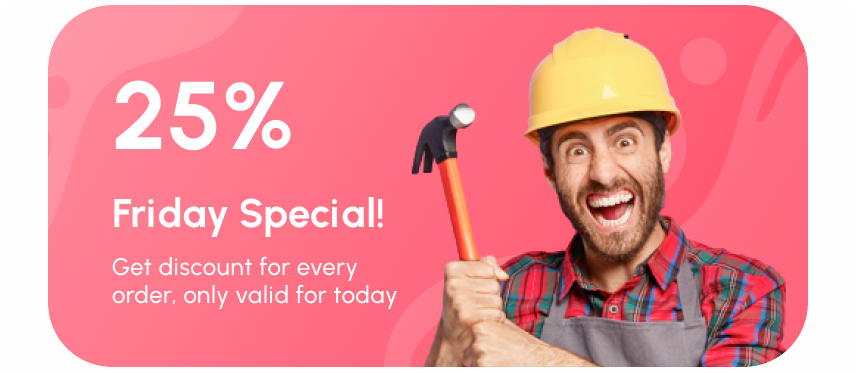 25%
Friday Special!
Get discount for every
order, only valid for today